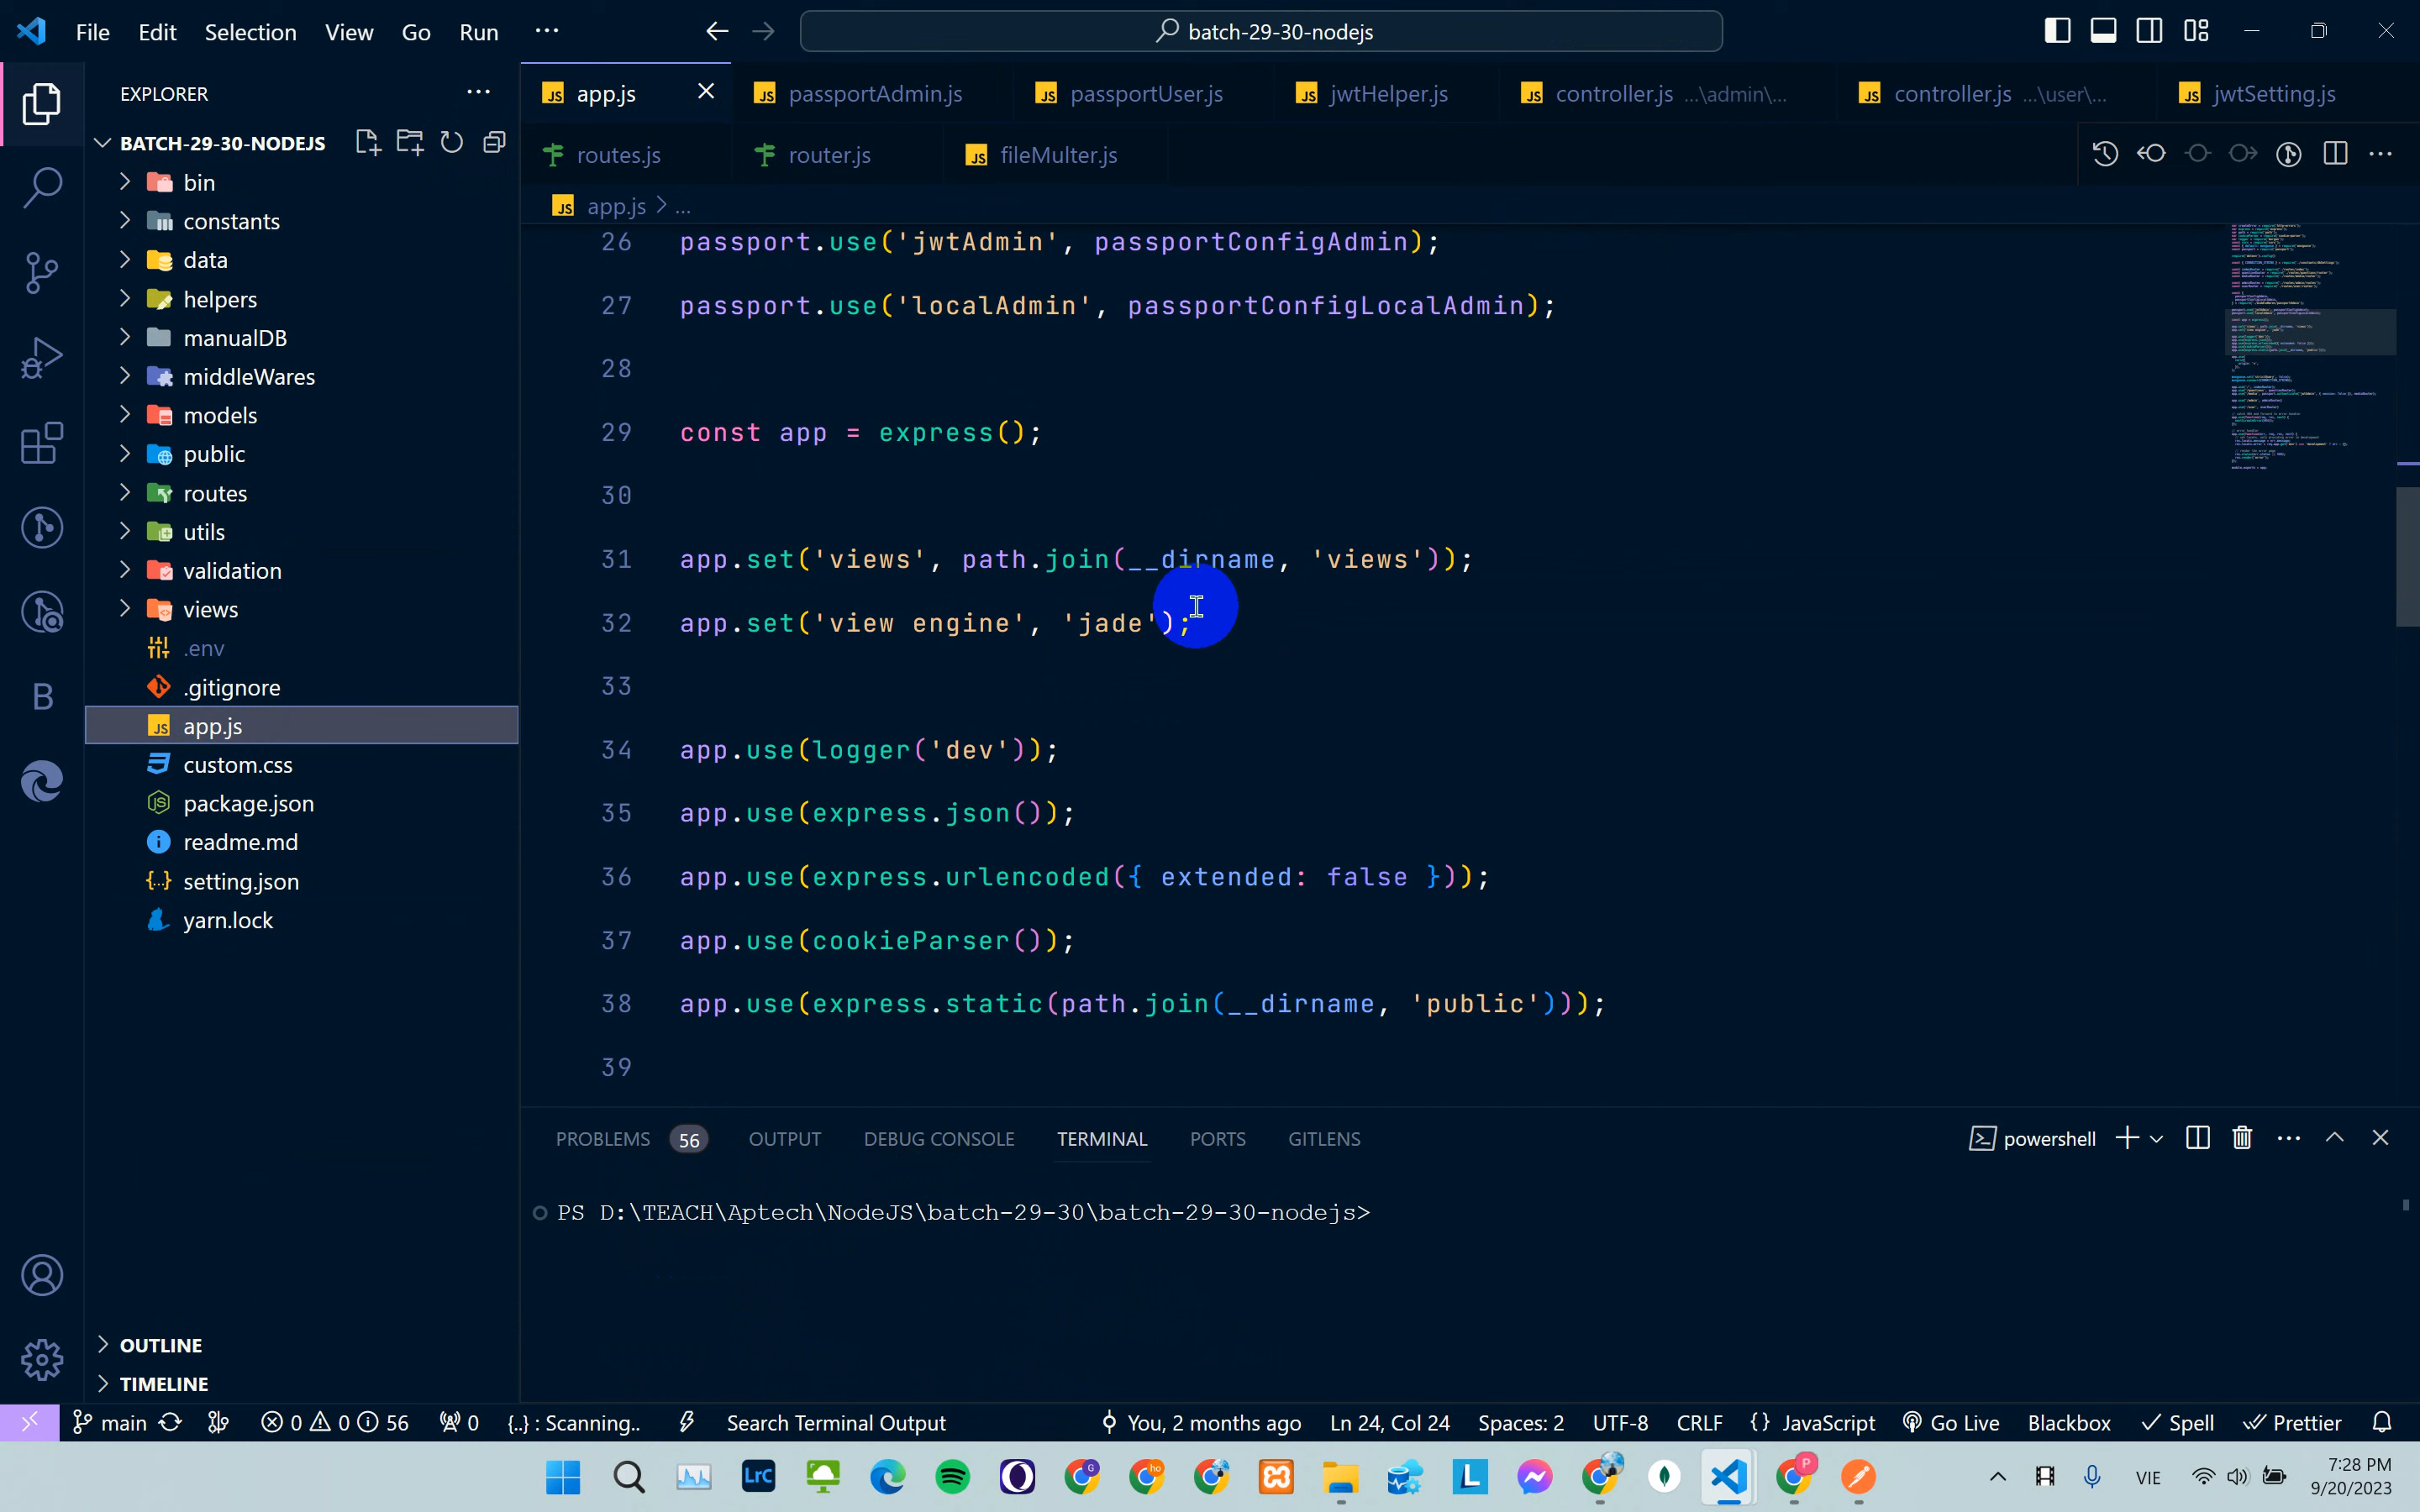 File Edit Selection View Go Run ···
batch-29-30-nodejs
EXPLORER
BATCH-29-30-NODEJS
bin
constants
data
helpers
manualDB
middleWares
models
public
routes
utils
validation
views
.env
.gitignore
app.js
custom.css
package.json
readme.md
setting.json
yarn.lock
OUTLINE
TIMELINE
app.js passportAdmin.js passportUser.js jwtHelper.js controller.js ...\admin\... controller.js ...\user\... jwtSetting.js
routes.js router.js fileMulter.js
app.js > ...
26 passport.use('jwtAdmin', passportConfigAdmin);
27 passport.use('localAdmin', passportConfigLocalAdmin);
28
29 const app = express();
30
31 app.set('views', path.join(__dirname, 'views'));
32 app.set('view engine', 'jade');
33
34 app.use(logger('dev'));
35 app.use(express.json());
36 app.use(express.urlencoded({ extended: false }));
37 app.use(cookieParser());
38 app.use(express.static(path.join(__dirname, 'public')));
39
PROBLEMS 56 OUTPUT DEBUG CONSOLE TERMINAL PORTS GITLENS
powershell
PS D:\TEACH\Aptech\NodeJS\batch-29-30\batch-29-30-nodejs>
main 0 0 56 0 {..} : Scanning.. Search Terminal Output You, 2 months ago Ln 24, Col 24 Spaces: 2 UTF-8 CRLF {} JavaScript Go Live Blackbox Spell Prettier
VIE
7:28 PM
9/20/2023